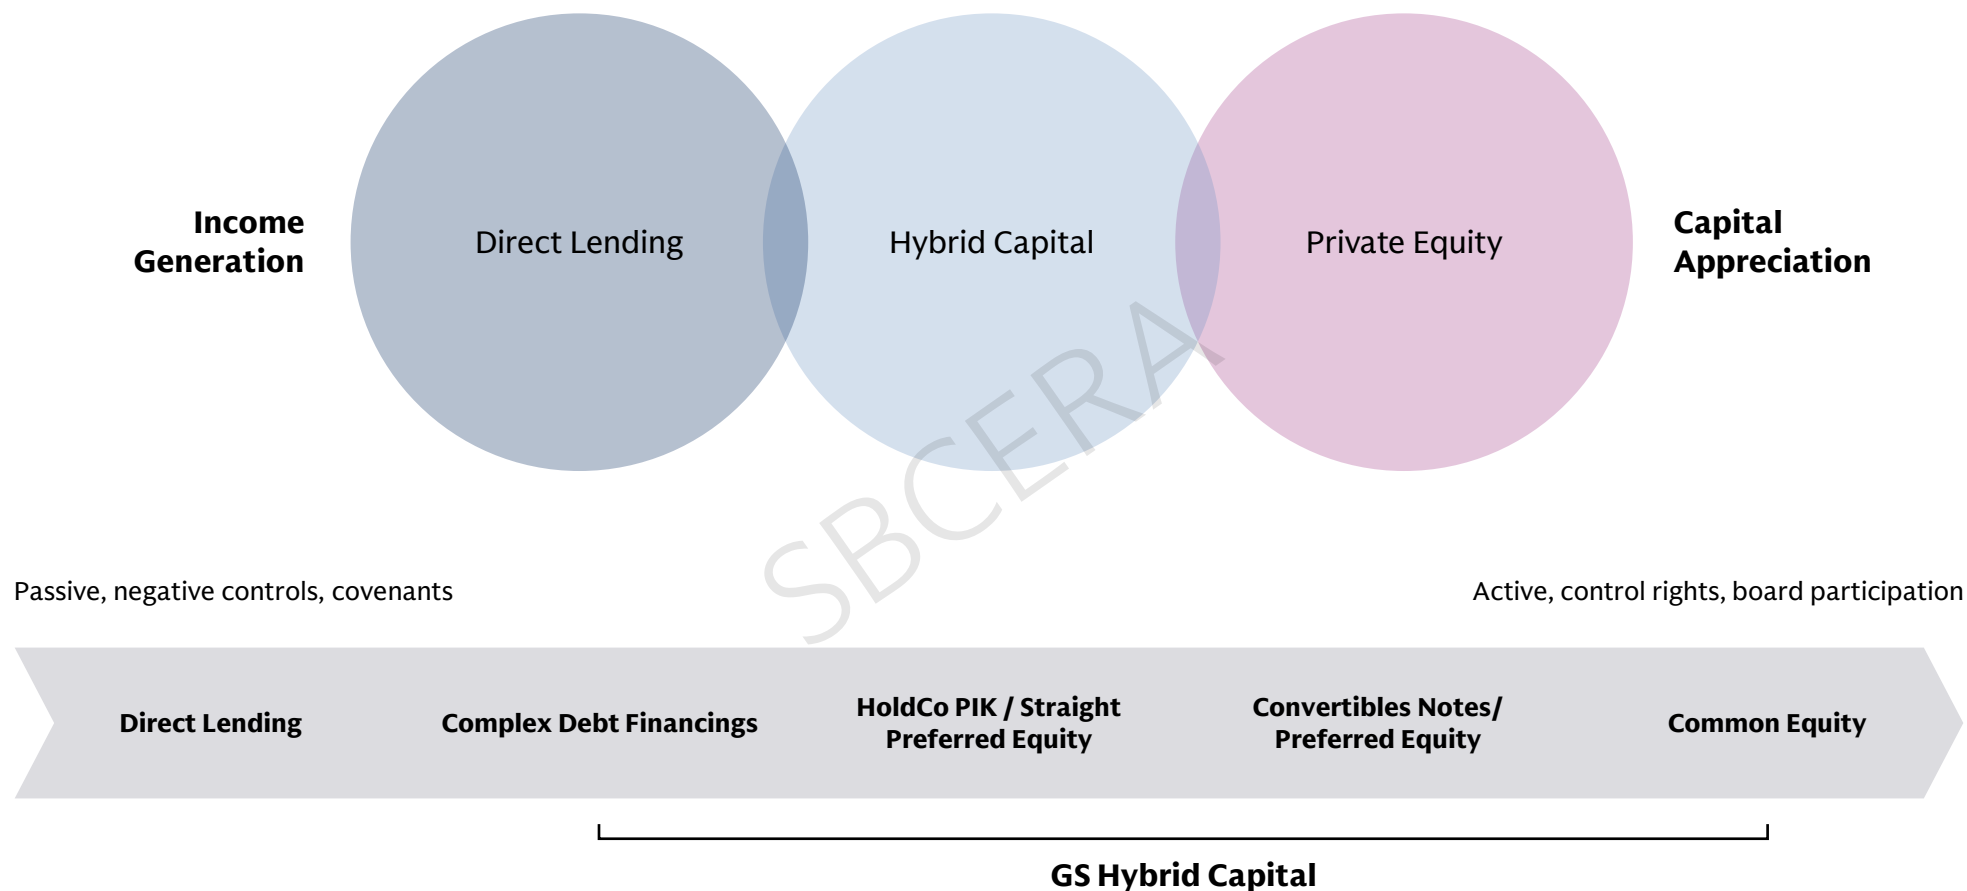 Income
Generation
Direct Lending
Hybrid Capital
Private Equity
Capital
Appreciation
SBCERA
Passive, negative controls, covenants
Active, control rights, board participation
Direct Lending
Complex Debt Financings
HoldCo PIK / Straight
Preferred Equity
Convertibles Notes/
Preferred Equity
Common Equity
GS Hybrid Capital